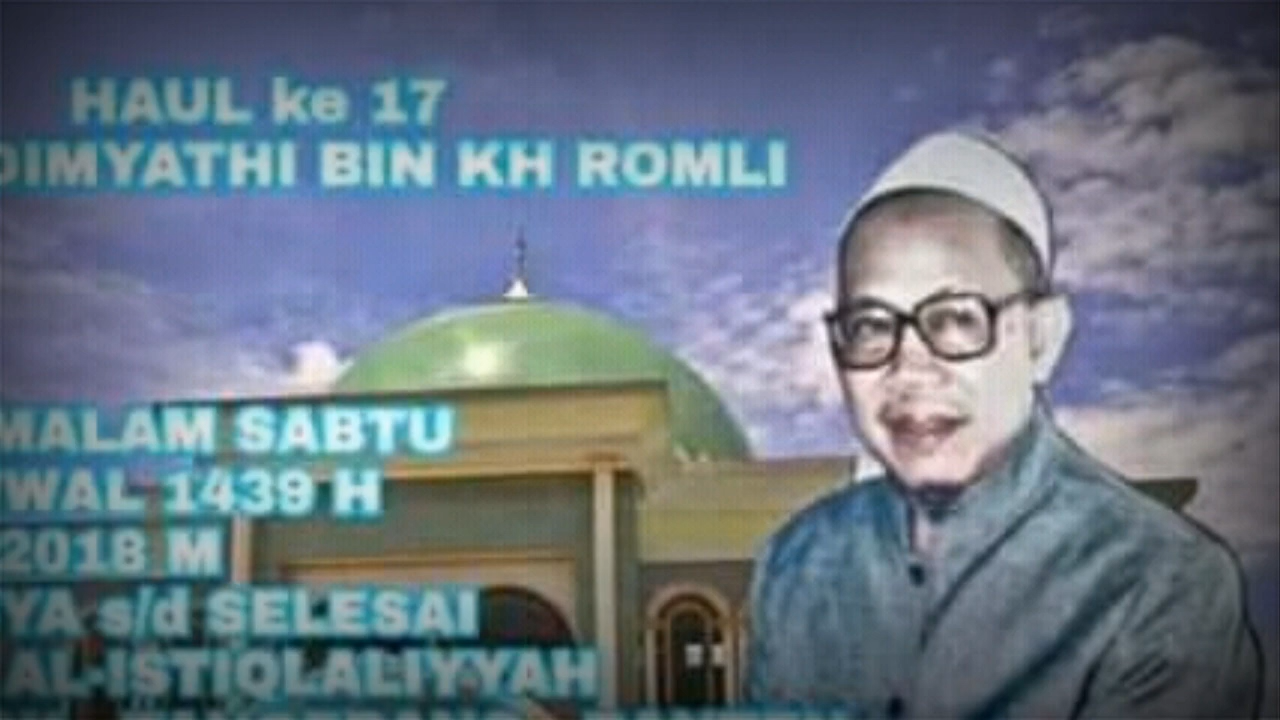 HAUL ke 17
DIMYATHI BIN KH ROMLI
MALAM SABTU
WAL 1439 H
2018 M
YA s/d SELESAI
AL-ISTIQLALIYYAH